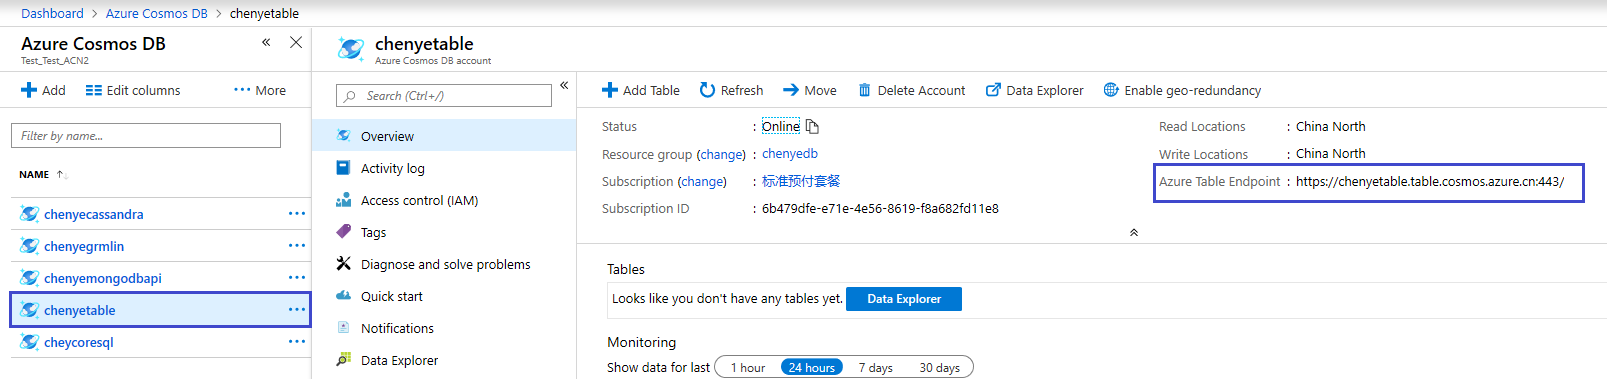 Dashboard > Azure Cosmos DB > chenyetable
Azure Cosmos DB
Test_Test_ACN2
Add
Edit columns
More
Filter by name...
NAME
chenyecassandra
chenyegrmlin
chenyemongodbapi
chenyetable
cheycoresql
chenyetable
Azure Cosmos DB account
Search (Ctrl+/)
Overview
Activity log
Access control (IAM)
Tags
Diagnose and solve problems
Quick start
Notifications
Data Explorer
Add Table
Refresh
Move
Delete Account
Data Explorer
Enable geo-redundancy
Status : Online
Resource group (change) : chenyedb
Subscription (change) : 标准预付套餐
Subscription ID : 6b479dfe-e71e-4e56-8619-f8a682fd11e8
Read Locations : China North
Write Locations : China North
Azure Table Endpoint : https://chenyetable.table.cosmos.azure.cn:443/
Tables
Looks like you don't have any tables yet. Data Explorer
Monitoring
Show data for last 1 hour 24 hours 7 days 30 days